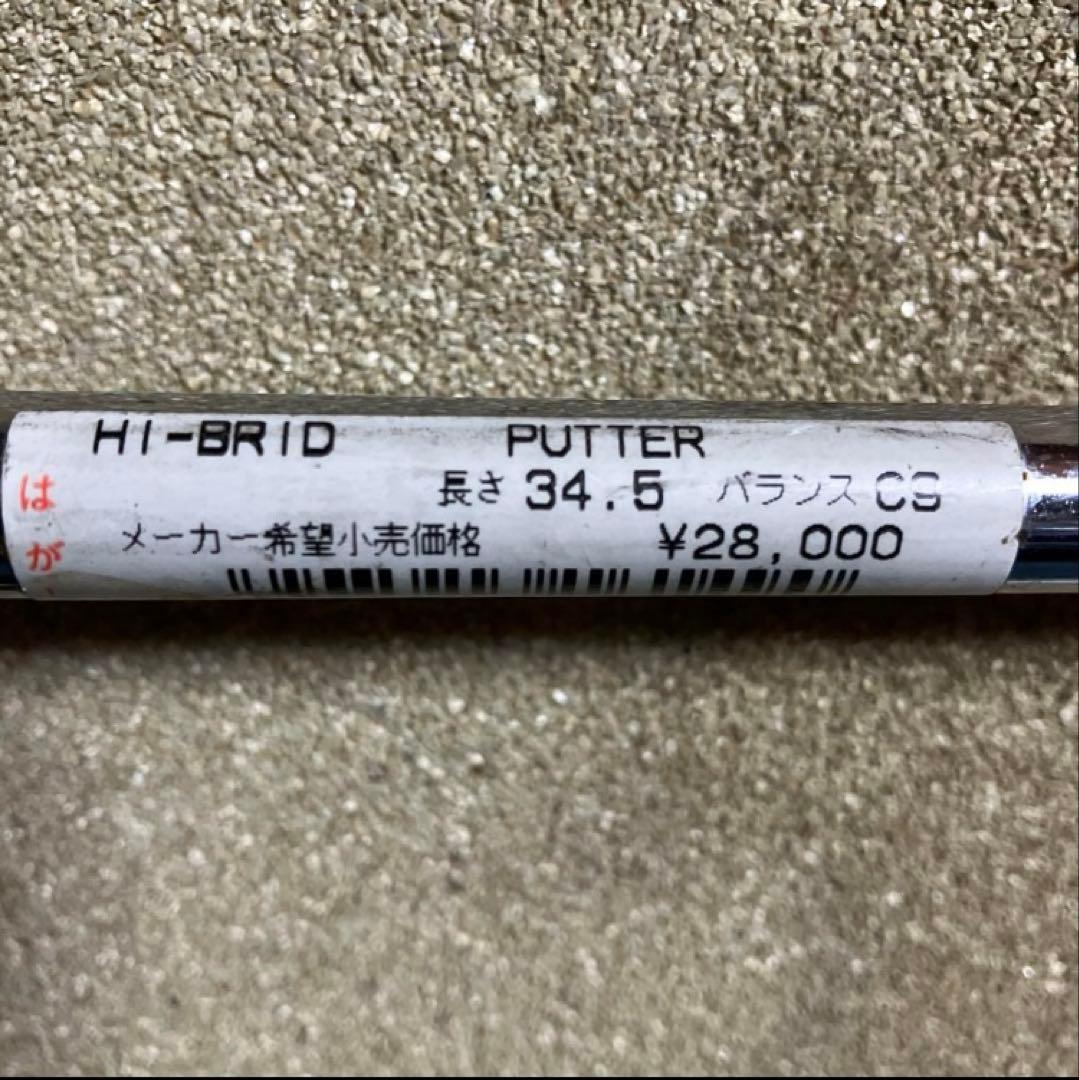 HI-BRID PUTTER
長さ 34.5 バランス C9
メーカー希望小売価格 ¥28,000
はが